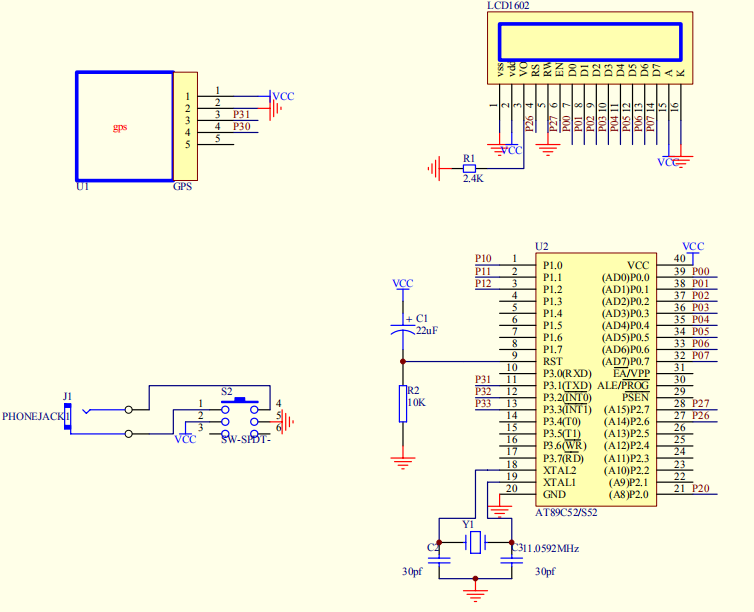 LCD1602
vss
vdd
VO
RS
RW
EN
D0
D1
D2
D3
D4
D5
D6
D7
A
K
1
2
3
4
5
6
7
8
9
10
11
12
13
14
15
16
P26
P27
P00
P01
P02
P03
P04
P05
P06
P07
VCC
VCC
R1
2.4K
gps
U1
GPS
1 1 VCC
2 2
3 3 P31
4 4 P30
5 5
U2
VCC
P10 1 P1.0 VCC 40
P11 2 P1.1 (AD0)P0.0 39 P00
P12 3 P1.2 (AD1)P0.1 38 P01
4 P1.3 (AD2)P0.2 37 P02
5 P1.4 (AD3)P0.3 36 P03
6 P1.5 (AD4)P0.4 35 P04
7 P1.6 (AD5)P0.5 34 P05
8 P1.7 (AD6)P0.6 33 P06
9 RST (AD7)P0.7 32 P07
10 P3.0(RXD) EA/VPP 31
P31 11 P3.1(TXD) ALE/PROG 30
P32 12 P3.2(INT0) PSEN 29
P33 13 P3.3(INT1) (A15)P2.7 28 P27
14 P3.4(T0) (A14)P2.6 27 P26
15 P3.5(T1) (A13)P2.5 26
16 P3.6(WR) (A12)P2.4 25
17 P3.7(RD) (A11)P2.3 24
18 XTAL2 (A10)P2.2 23
19 XTAL1 (A9)P2.1 22
20 GND (A8)P2.0 21 P20
AT89C52/S52
VCC
+ C1
22uF
R2
10K
J1
PHONEJACK1
S2
1 4
2 5
3 6
VCC
SW-SPDT-
Y1
C2
C3
11.0592MHz
30pf
30pf